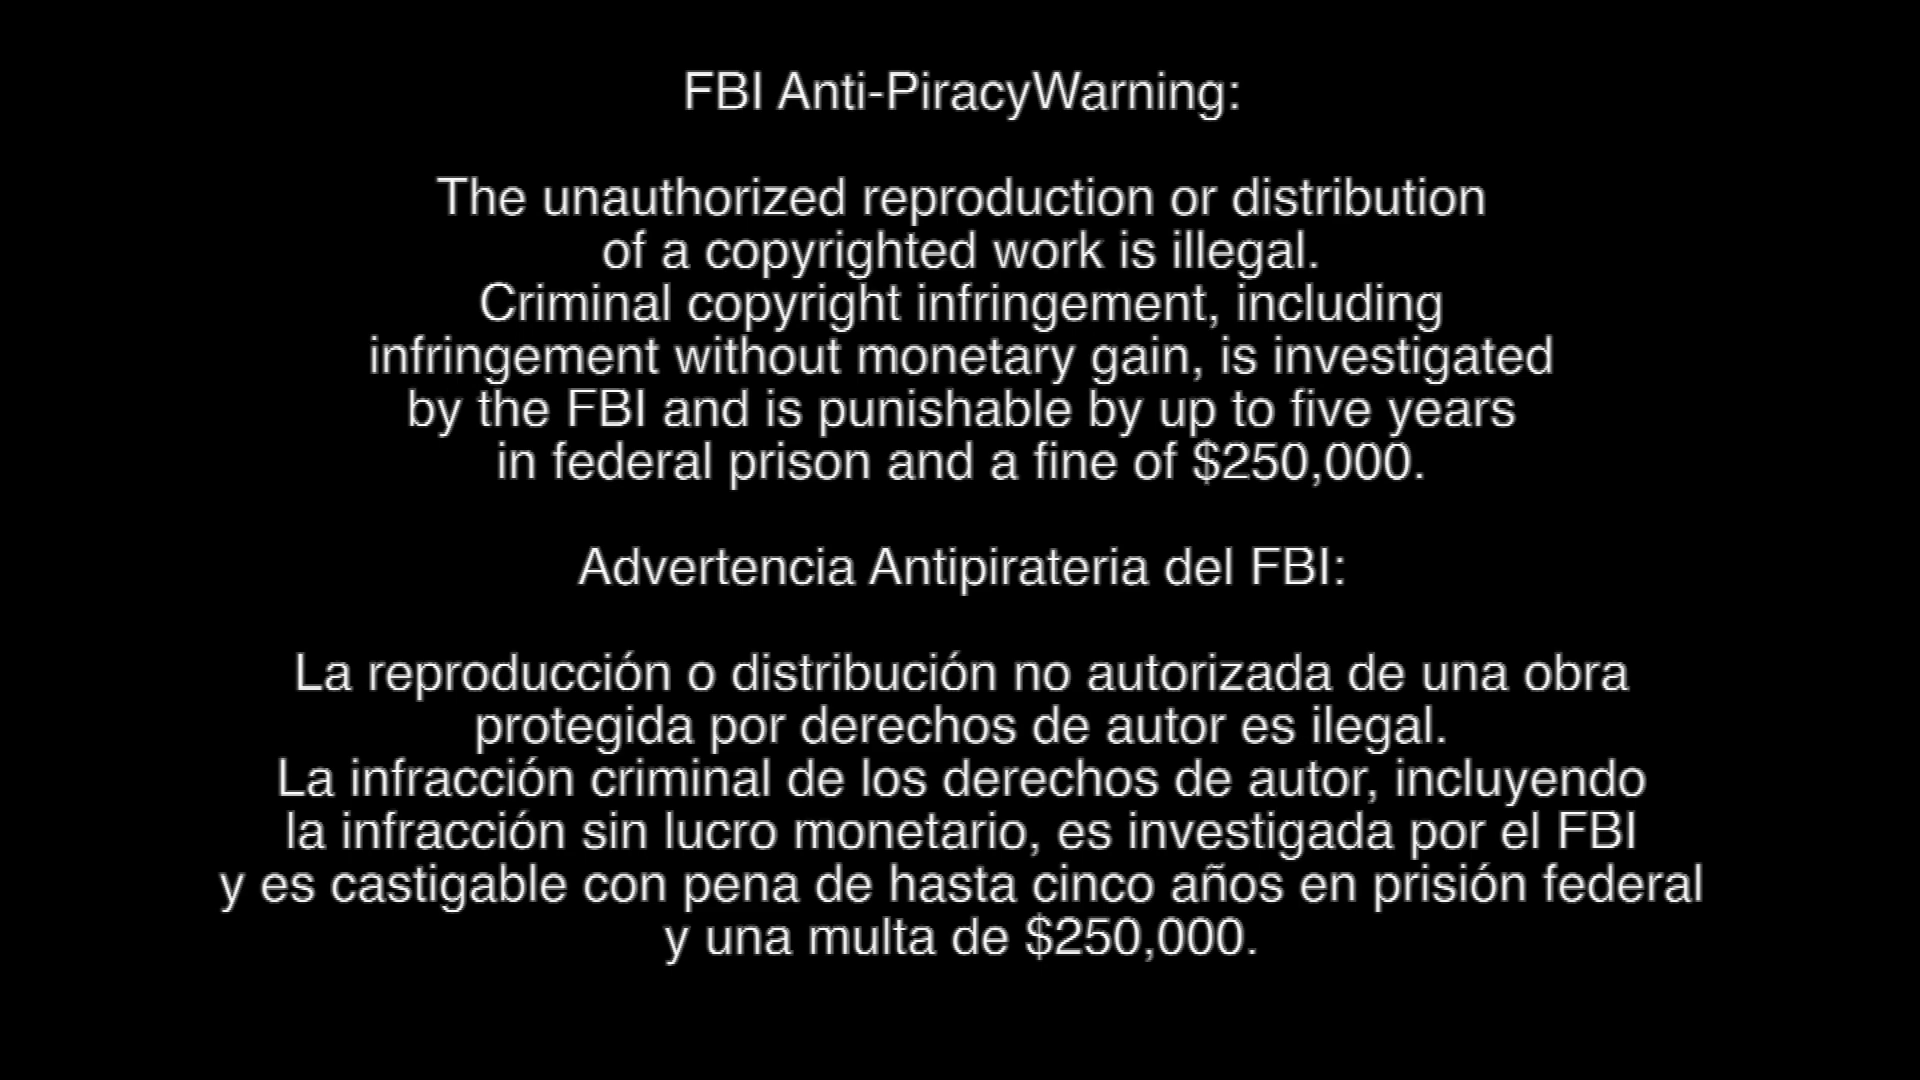 FBI Anti-PiracyWarning:
The unauthorized reproduction or distribution
of a copyrighted work is illegal.
Criminal copyright infringement, including
infringement without monetary gain, is investigated
by the FBI and is punishable by up to five years
in federal prison and a fine of $250,000.
Advertencia Antipirateria del FBI:
La reproducción o distribución no autorizada de una obra
protegida por derechos de autor es ilegal.
La infracción criminal de los derechos de autor, incluyendo
la infracción sin lucro monetario, es investigada por el FBI
y es castigable con pena de hasta cinco años en prisión federal
y una multa de $250,000.